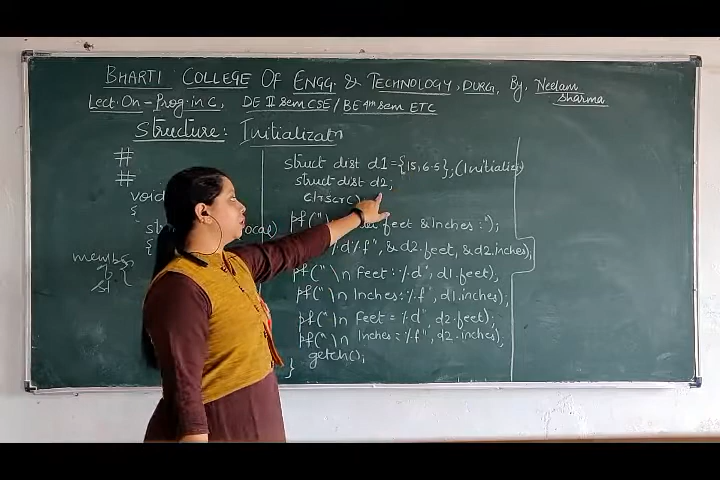 BHARTI COLLEGE OF ENGG. & TECHNOLOGY, DURG, By. Neelam Sharma
Lect. On - Prog. in C, DE II sem CSE / BE 4th sem ETC
Structure: Initializatn
#
#
void
{
{
member
struct dist d1={15,6.5};(Initializn)
struct dist d2;
clrscr()
pf(" feet & Inches :");
%d%f", &d2.feet, &d2.inches);
pf("\n Feet : %d", d1.feet);
pf("\n Inches: %f", d1.inches);
pf("\n Feet = %d" d2.feet);
pf("\n Inches = %f", d2.inches);
getch();
}